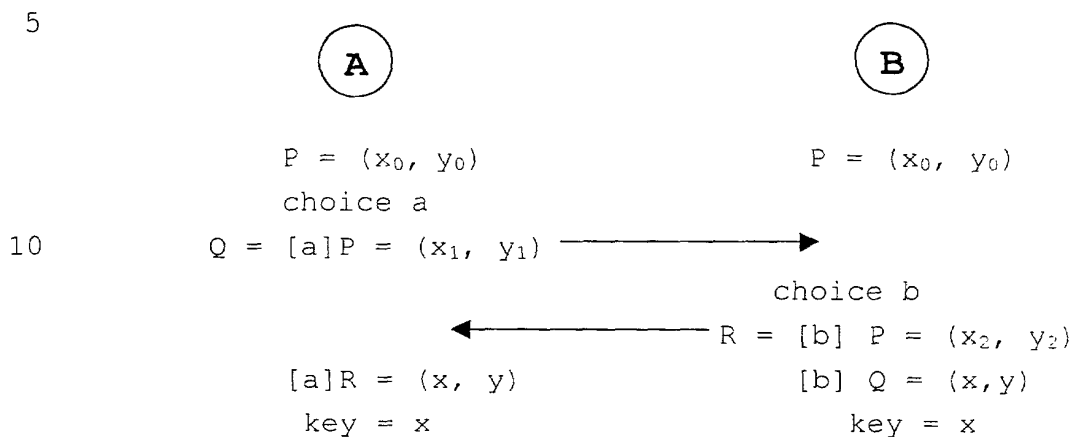 5
A B
P = (x₀, y₀) P = (x₀, y₀)
choice a
10 Q = [a]P = (x₁, y₁)
choice b
R = [b] P = (x₂, y₂)
[a]R = (x, y) [b] Q = (x,y)
key = x key = x